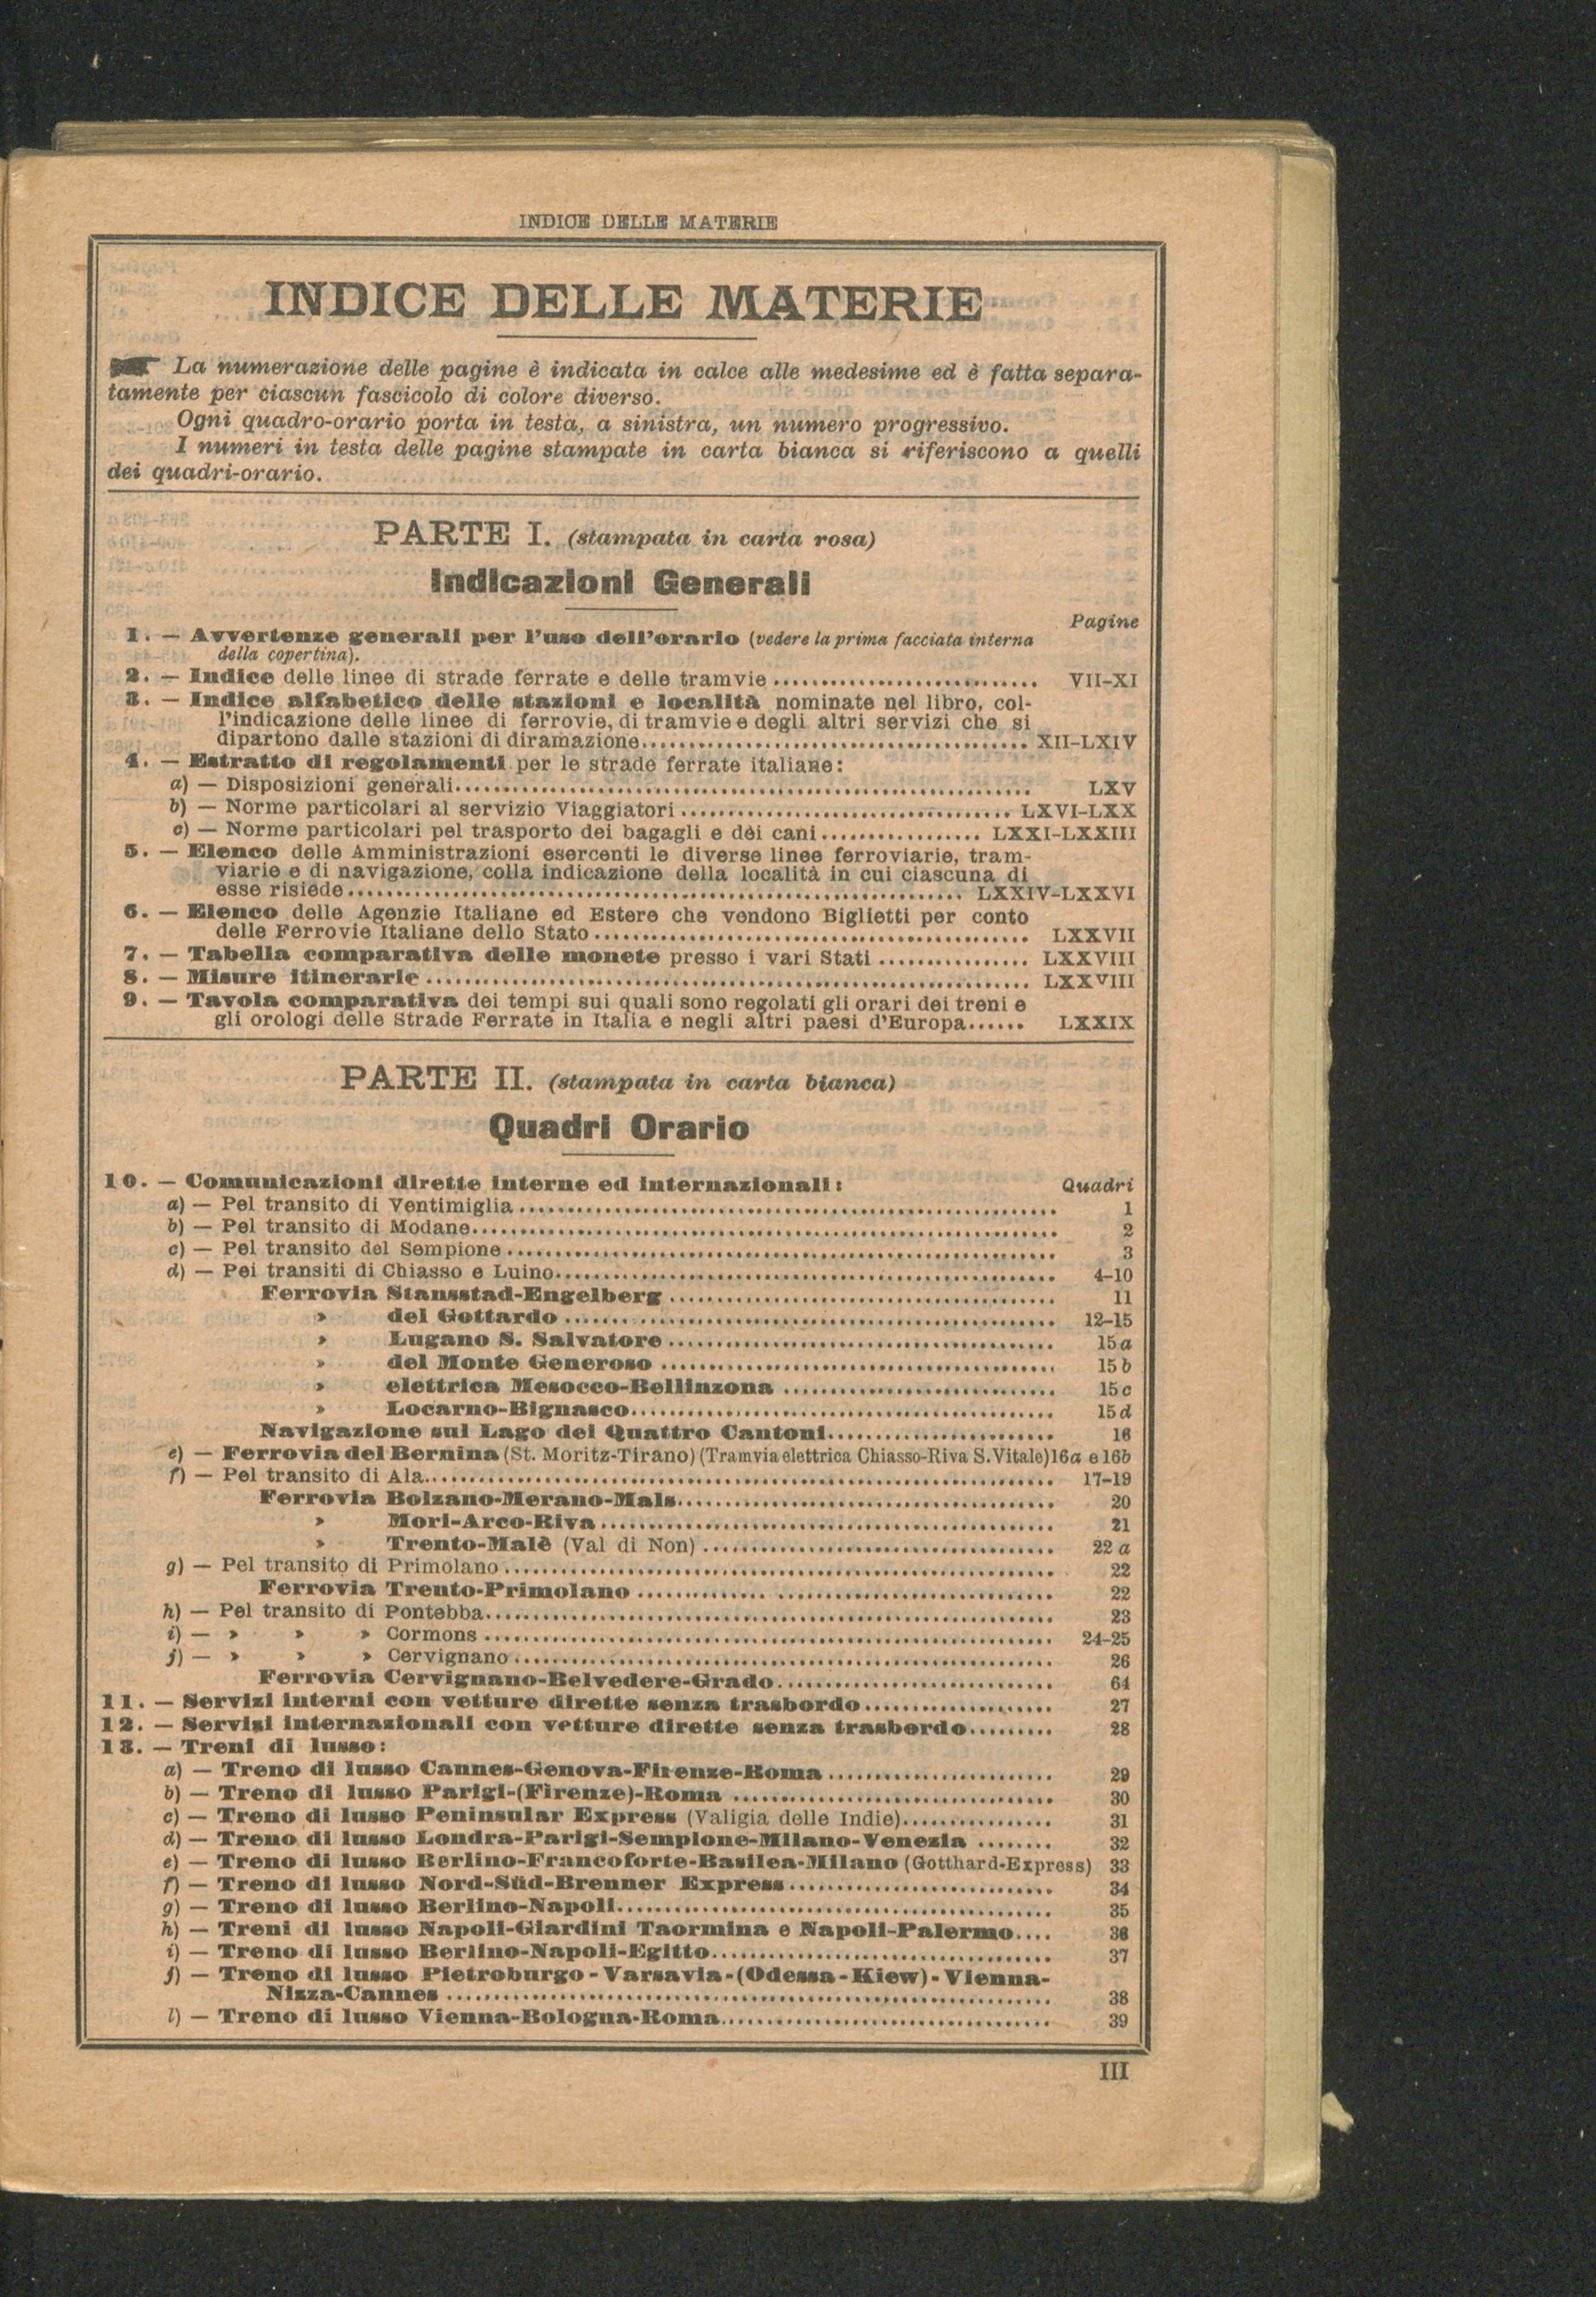 INDICE DELLE MATERIE
INDICE DELLE MATERIE
La numerazione delle pagine è indicata in calce alle medesime ed è fatta separa-
tamente per ciascun fascicolo di colore diverso.
Ogni quadro-orario porta in testa, a sinistra, un numero progressivo.
I numeri in testa delle pagine stampate in carta bianca si riferiscono a quelli
dei quadri-orario.
PARTE I. (stampata in carta rosa)
Indicazioni Generali
Pagine
1. — Avvertenze generali per l'uso dell'orario (vedere la prima facciata interna
della copertina).
2. — Indice delle linee di strade ferrate e delle tramvie ............................ VII-XI
3. — Indice alfabetico delle stazioni e località nominate nel libro, col-
l'indicazione delle linee di ferrovie, di tramvie e degli altri servizi che si
dipartono dalle stazioni di diramazione........................................ XII-LXIV
4. — Estratto di regolamenti per le strade ferrate italiane:
a) — Disposizioni generali............................................................ LXV
b) — Norme particolari al servizio Viaggiatori ................................... LXVI-LXX
c) — Norme particolari pel trasporto dei bagagli e dèi cani................. LXXI-LXXIII
5. — Elenco delle Amministrazioni esercenti le diverse linee ferroviarie, tram-
viarie e di navigazione, colla indicazione della località in cui ciascuna di
esse risiede................................................................ LXXIV-LXXVI
6. — Elenco delle Agenzie Italiane ed Estere che vendono Biglietti per conto
delle Ferrovie Italiane dello Stato ............................................. LXXVII
7. — Tabella comparativa delle monete presso i vari Stati ................ LXXVIII
8. — Misure itinerarie ............................................................... LXXVIII
9. — Tavola comparativa dei tempi sui quali sono regolati gli orari dei treni e
gli orologi delle Strade Ferrate in Italia e negli altri paesi d'Europa...... LXXIX
PARTE II. (stampata in carta bianca)
Quadri Orario
10. — Comunicazioni dirette interne ed internazionali: Quadri
a) — Pel transito di Ventimiglia ........................................................ 1
b) — Pel transito di Modane............................................................. 2
c) — Pel transito del Sempione ......................................................... 3
d) — Pei transiti di Chiasso e Luino.................................................... 4-10
Ferrovia Stansstad-Engelberg ........................................ 11
» del Gottardo .................................................... 12-15
» Lugano S. Salvatore ........................................ 15 a
» del Monte Generoso ......................................... 15 b
» elettrica Mesocco-Bellinzona ............................ 15 c
» Locarno-Bignasco............................................ 15 d
Navigazione sul Lago dei Quattro Cantoni........................ 16
e) — Ferrovia del Bernina (St. Moritz-Tirano) (Tramvia elettrica Chiasso-Riva S. Vitale) 16a e 16b
f) — Pel transito di Ala.................................................................. 17-19
Ferrovia Bolzano-Merano-Mals....................................... 20
» Mori-Arco-Riva ............................................... 21
» Trento-Malè (Val di Non) .................................... 22 a
g) — Pel transito di Primolano ......................................................... 22
Ferrovia Trento-Primolano ............. ............................. 22
h) — Pel transito di Pontebba........................................................... 23
i) — » » » Cormons ........................................................... 24-25
j) — » » » Cervignano ........................................................ 26
Ferrovia Cervignano-Belvedere-Grado............................. 64
11. — Servizi interni con vetture dirette senza trasbordo.................... 27
12. — Servizi internazionali con vetture dirette senza trasbordo......... 28
13. — Treni di lusso:
a) — Treno di lusso Cannes-Genova-Firenze-Roma ........................ 29
b) — Treno di lusso Parigi-(Firenze)-Roma ................................. 30
c) — Treno di lusso Peninsular Express (Valigia delle Indie)................ 31
d) — Treno di lusso Londra-Parigi-Sempione-Milano-Venezia ........ 32
e) — Treno di lusso Berlino-Francoforte-Basilea-Milano (Gotthard-Express) 33
f) — Treno di lusso Nord-Süd-Brenner Express............................ 34
g) — Treno di lusso Berlino-Napoli............................................. 35
h) — Treni di lusso Napoli-Giardini Taormina e Napoli-Palermo.... 36
i) — Treno di lusso Berlino-Napoli-Egitto.................................... 37
j) — Treno di lusso Pietroburgo-Varsavia-(Odessa-Kiew)-Vienna-
Nizza-Cannes ............................................................... 38
l) — Treno di lusso Vienna-Bologna-Roma................................... 39
III